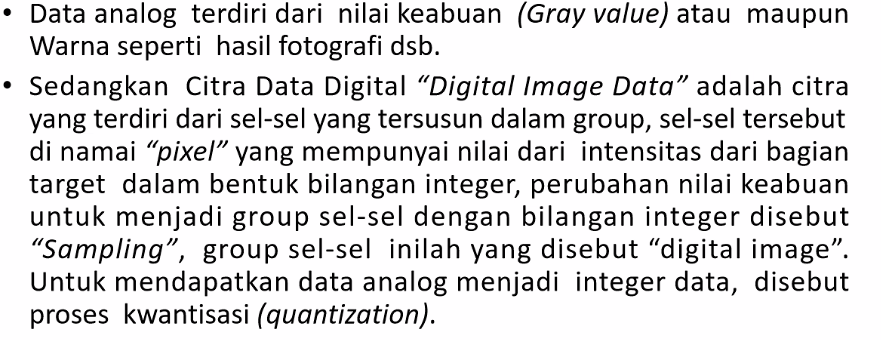 • Data analog terdiri dari nilai keabuan (Gray value) atau maupun
Warna seperti hasil fotografi dsb.
• Sedangkan Citra Data Digital “Digital Image Data” adalah citra
yang terdiri dari sel-sel yang tersusun dalam group, sel-sel tersebut
di namai “pixel” yang mempunyai nilai dari intensitas dari bagian
target dalam bentuk bilangan integer, perubahan nilai keabuan
untuk menjadi group sel-sel dengan bilangan integer disebut
“Sampling”, group sel-sel inilah yang disebut “digital image”.
Untuk mendapatkan data analog menjadi integer data, disebut
proses kwantisasi (quantization).